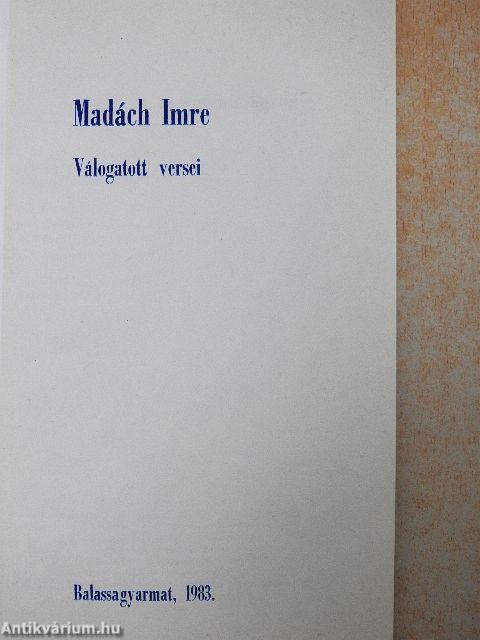 Madách Imre
Válogatott versei
Balassagyarmat, 1983.
Antikvárium.hu